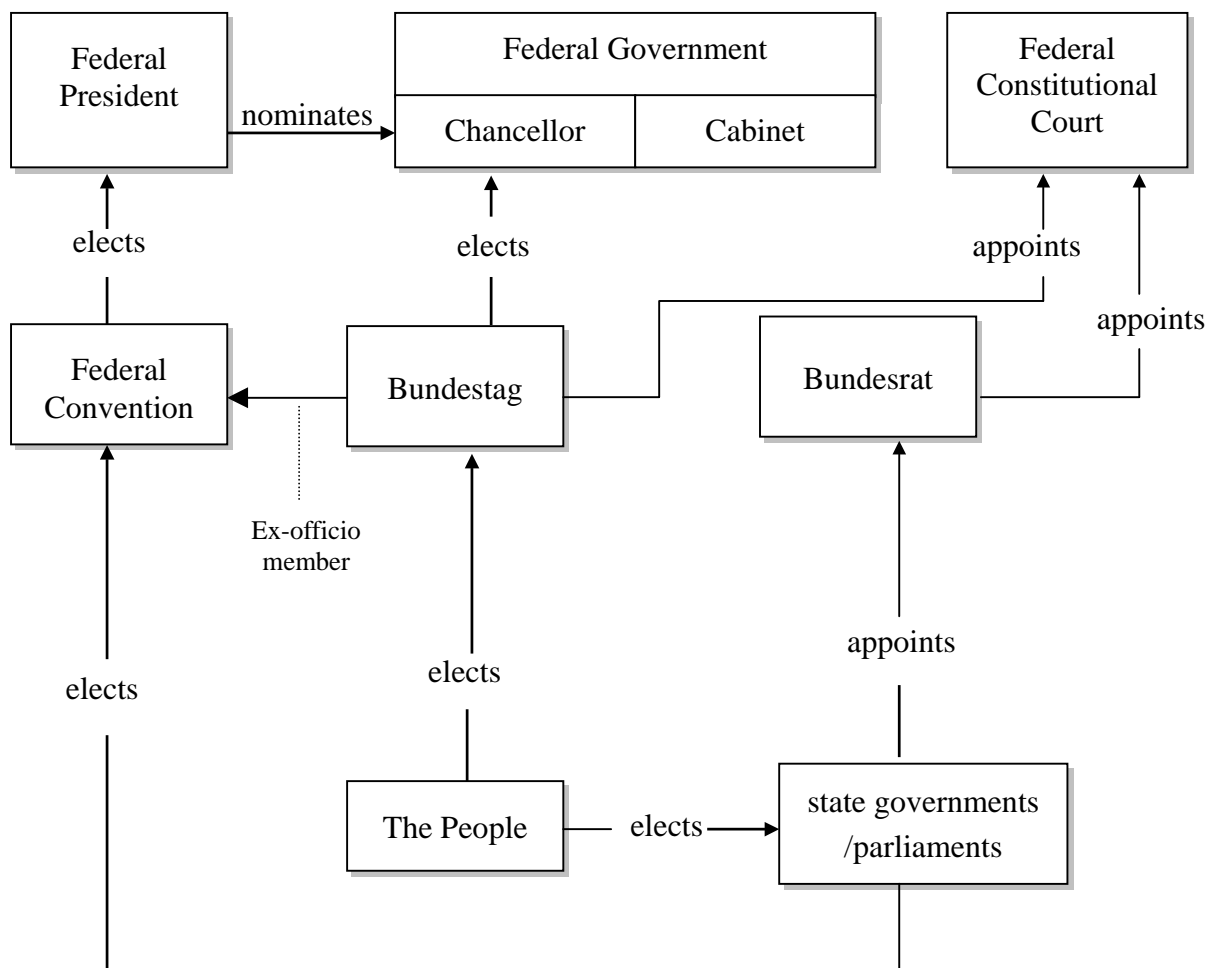 Federal
President
nominates
Federal Government
Chancellor
Cabinet
Federal
Constitutional
Court
elects
elects
appoints
appoints
Federal
Convention
Bundestag
Bundesrat
Ex-officio
member
elects
elects
appoints
The People
elects
state governments
/parliaments